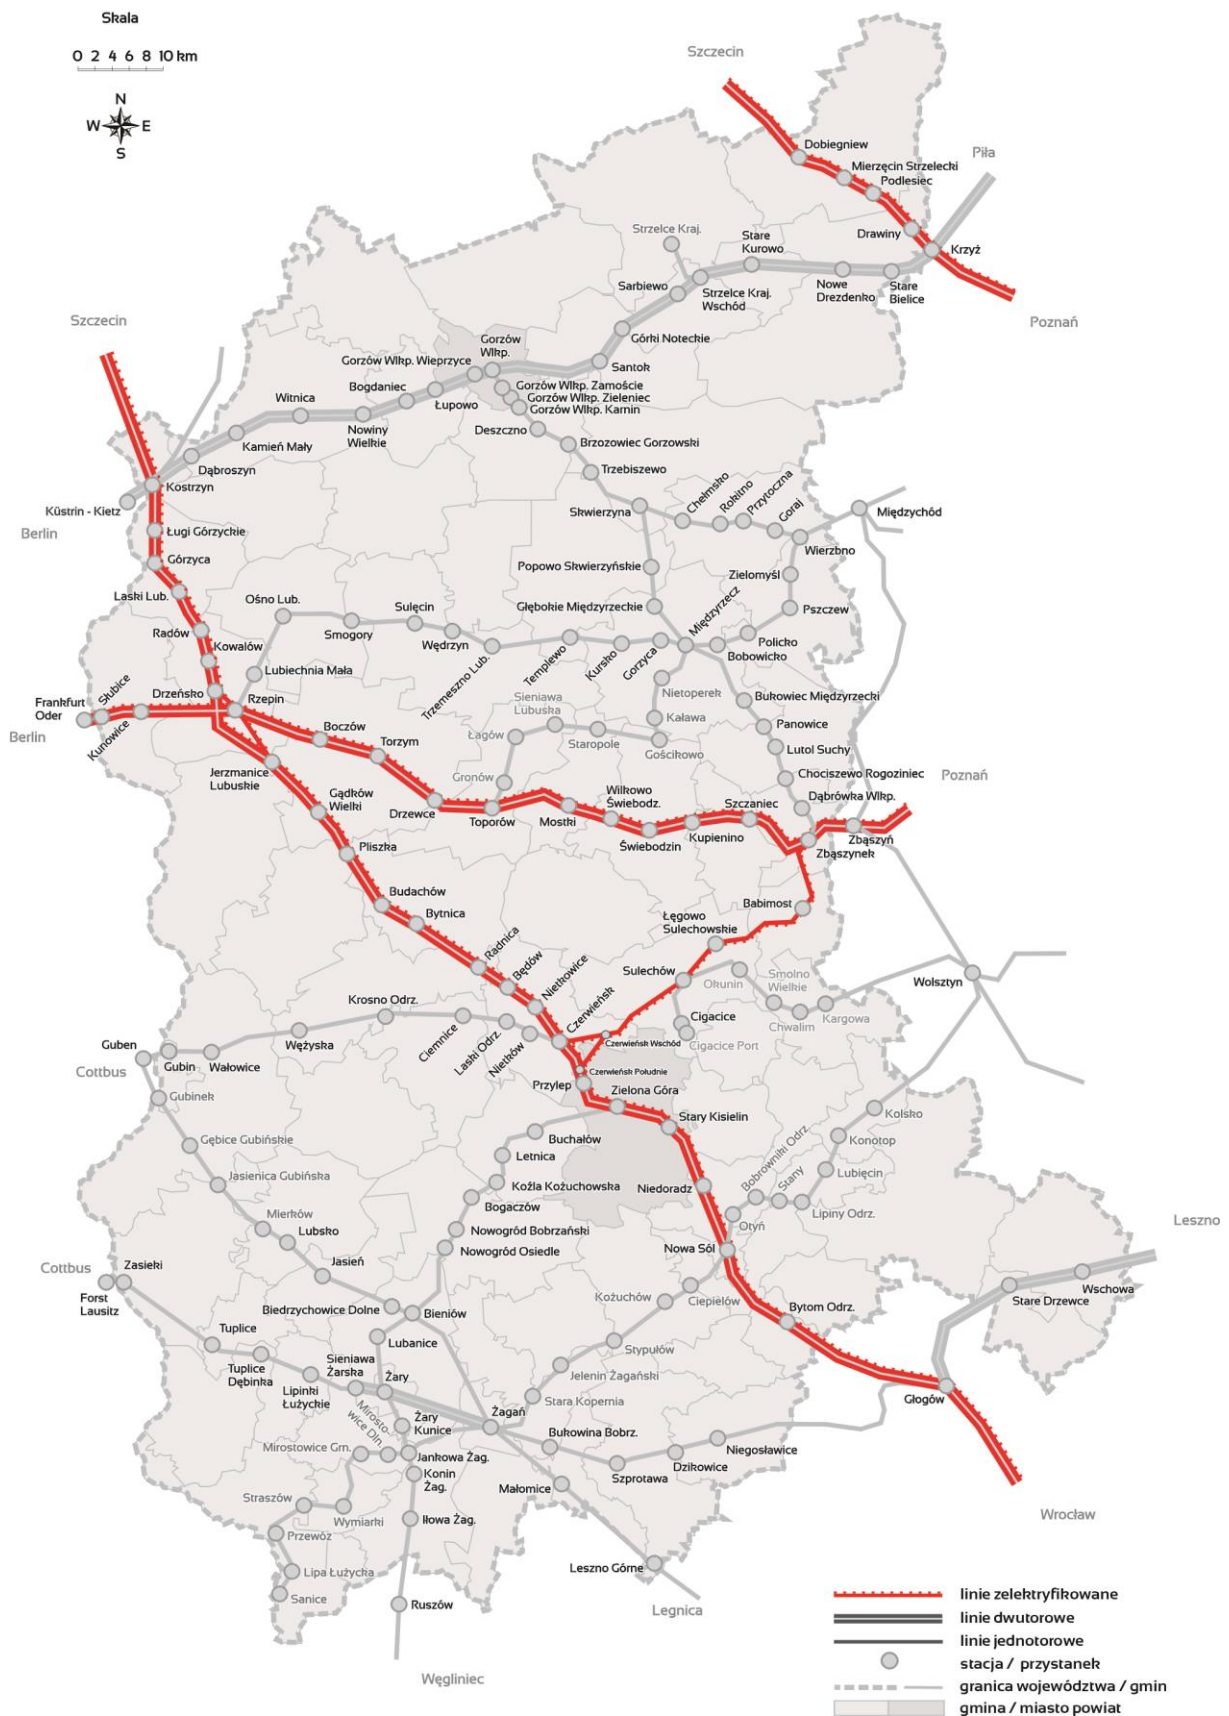 Skala
0 2 4 6 8 10 km
N
W E
S
Szczecin
Dobiegniew
Mierzęcin Strzelecki
Podlesiec
Piła
Drawiny
Krzyż
Strzelce Kraj.
Stare
Kurowo
Sarbiewo
Strzelce Kraj.
Wschód
Nowe
Drezdenko
Stare
Bielice
Poznań
Szczecin
Górki Noteckie
Gorzów
Wlkp.
Santok
Gorzów Wlkp. Wieprzyce
Bogdaniec
Gorzów Wlkp. Zamoście
Gorzów Wlkp. Zieleniec
Gorzów Wlkp. Karnin
Witnica
Łupowo
Nowiny
Wielkie
Deszczno
Kamień Mały
Brzozowiec Gorzowski
Dąbroszyn
Trzebiszewo
Kostrzyn
Küstrin - Kietz
Berlin
Ługi Górzyckie
Skwierzyna
Chełmsko
Rokitno
Przytoczna
Goraj
Międzychód
Wierzbno
Górzyca
Popowo Skwierzyńskie
Zielomyśl
Laski Lub.
Ośno Lub.
Sulęcin
Głębokie Międzyrzeckie
Międzyrzecz
Pszczew
Radów
Smogory
Wędrzyn
Policko
Kowalów
Trzemeszno Lub.
Templewo
Kursko
Gorzyca
Bobowicko
Lubiechnia Mała
Nietoperek
Drzeńsko
Rzepin
Frankfurt
Oder
Słubice
Kunowice
Berlin
Sieniawa
Lubuska
Bukowiec Międzyrzecki
Kaława
Panowice
Boczów
Torzym
Łagów
Staropole
Gościkowo
Lutol Suchy
Jerzmanice
Lubuskie
Gronów
Chociszewo Rogoziniec
Poznań
Gądków
Wielki
Drzewce
Toporów
Mostki
Wilkowo
Świebodz.
Szczaniec
Dąbrówka Wlkp.
Świebodzin
Kupienino
Zbąszyń
Zbąszynek
Pliszka
Budachów
Bytnica
Babimost
Łęgowo
Sulechowskie
Radnica
Będów
Nietkowice
Sulechów
Okunin
Smolno
Wielkie
Wolsztyn
Chwalim
Kargowa
Krosno Odrz.
Czerwieńsk
Cigacice
Cigacice Port
Wężyska
Ciemnice
Laski Odrz.
Nietków
Czerwieńsk Wschód
Guben
Gubin
Wałowice
Cottbus
Czerwieńsk Południe
Przylep
Zielona Góra
Gubinek
Stary Kisielin
Kolsko
Buchałów
Konotop
Gębice Gubińskie
Letnica
Bobrowniki Odrz.
Stany
Lubięcin
Jasienica Gubińska
Koźla Kożuchowska
Niedoradz
Bogaczów
Lipiny Odrz.
Mierków
Otyń
Leszno
Lubsko
Nowogród Bobrzański
Nowogród Osiedle
Nowa Sól
Jasień
Cottbus
Zasieki
Forst
Lausitz
Wschowa
Stare Drzewce
Biedrzychowice Dolne
Bieniów
Kożuchów
Ciepielów
Bytom Odrz.
Tuplice
Lubanice
Stypułów
Tuplice
Dębinka
Sieniawa
Żarska
Żary
Jelenin Żagański
Lipinki
Łużyckie
Stara Kopernia
Głogów
Mirosto-
wice Dln.
Żary
Kunice
Żagań
Bukowina Bobrz.
Mirostowice Grn.
Jankowa Żag.
Niegosławice
Dzikowice
Szprotawa
Konin
Żag.
Małomice
Straszów
Wymiarki
Iłowa Żag.
Wrocław
Przewóz
Lipa Łużycka
Leszno Górne
Sanice
Ruszów
Legnica
Węgliniec
linie zelektryfikowane
linie dwutorowe
linie jednotorowe
stacja / przystanek
granica województwa / gmin
gmina / miasto powiat